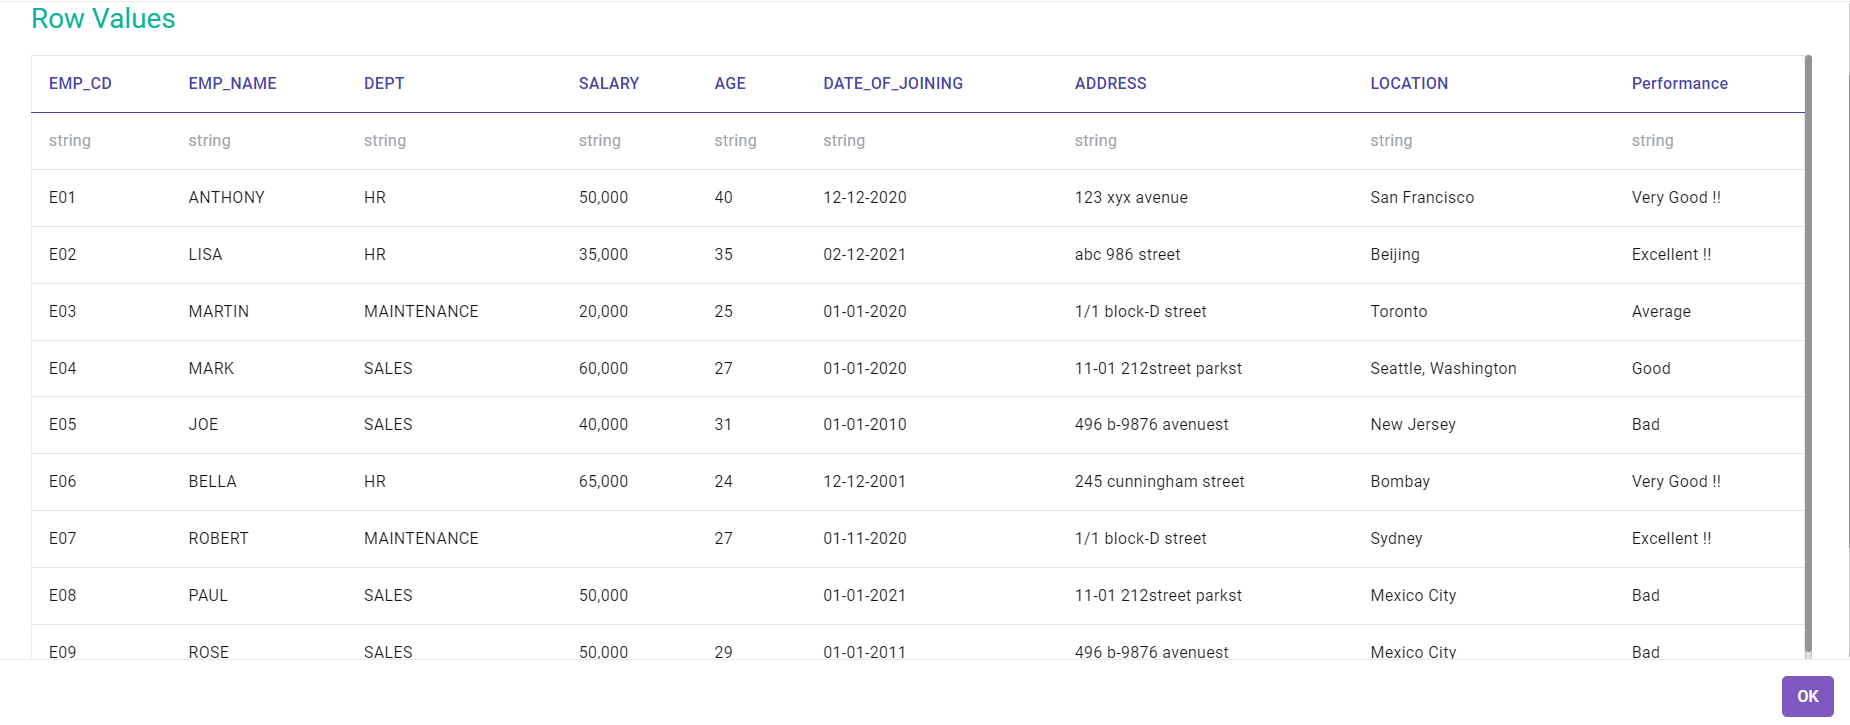 Row Values
EMP_CD EMP_NAME DEPT SALARY AGE DATE_OF_JOINING ADDRESS LOCATION Performance
string string string string string string string string string
E01 ANTHONY HR 50,000 40 12-12-2020 123 xyx avenue San Francisco Very Good !!
E02 LISA HR 35,000 35 02-12-2021 abc 986 street Beijing Excellent !!
E03 MARTIN MAINTENANCE 20,000 25 01-01-2020 1/1 block-D street Toronto Average
E04 MARK SALES 60,000 27 01-01-2020 11-01 212street parkst Seattle, Washington Good
E05 JOE SALES 40,000 31 01-01-2010 496 b-9876 avenuest New Jersey Bad
E06 BELLA HR 65,000 24 12-12-2001 245 cunningham street Bombay Very Good !!
E07 ROBERT MAINTENANCE 27 01-11-2020 1/1 block-D street Sydney Excellent !!
E08 PAUL SALES 50,000 01-01-2021 11-01 212street parkst Mexico City Bad
E09 ROSE SALES 50,000 29 01-01-2011 496 b-9876 avenuest Mexico City Bad
OK